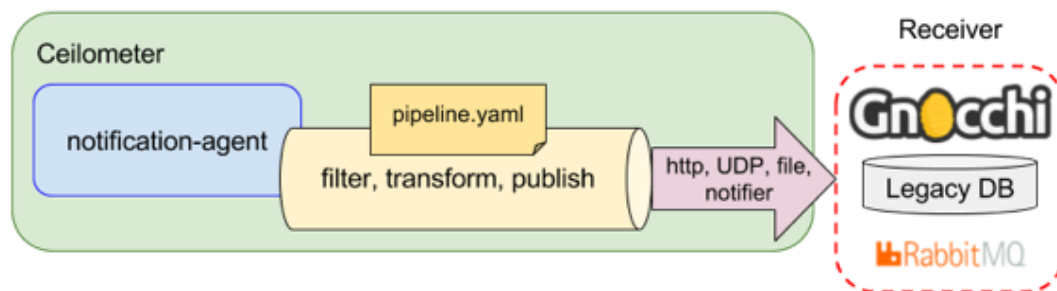 Ceilometer
notification-agent
pipeline.yaml
filter, transform, publish
http, UDP, file,
notifier
Receiver
Gnocchi
Legacy DB
RabbitMQ